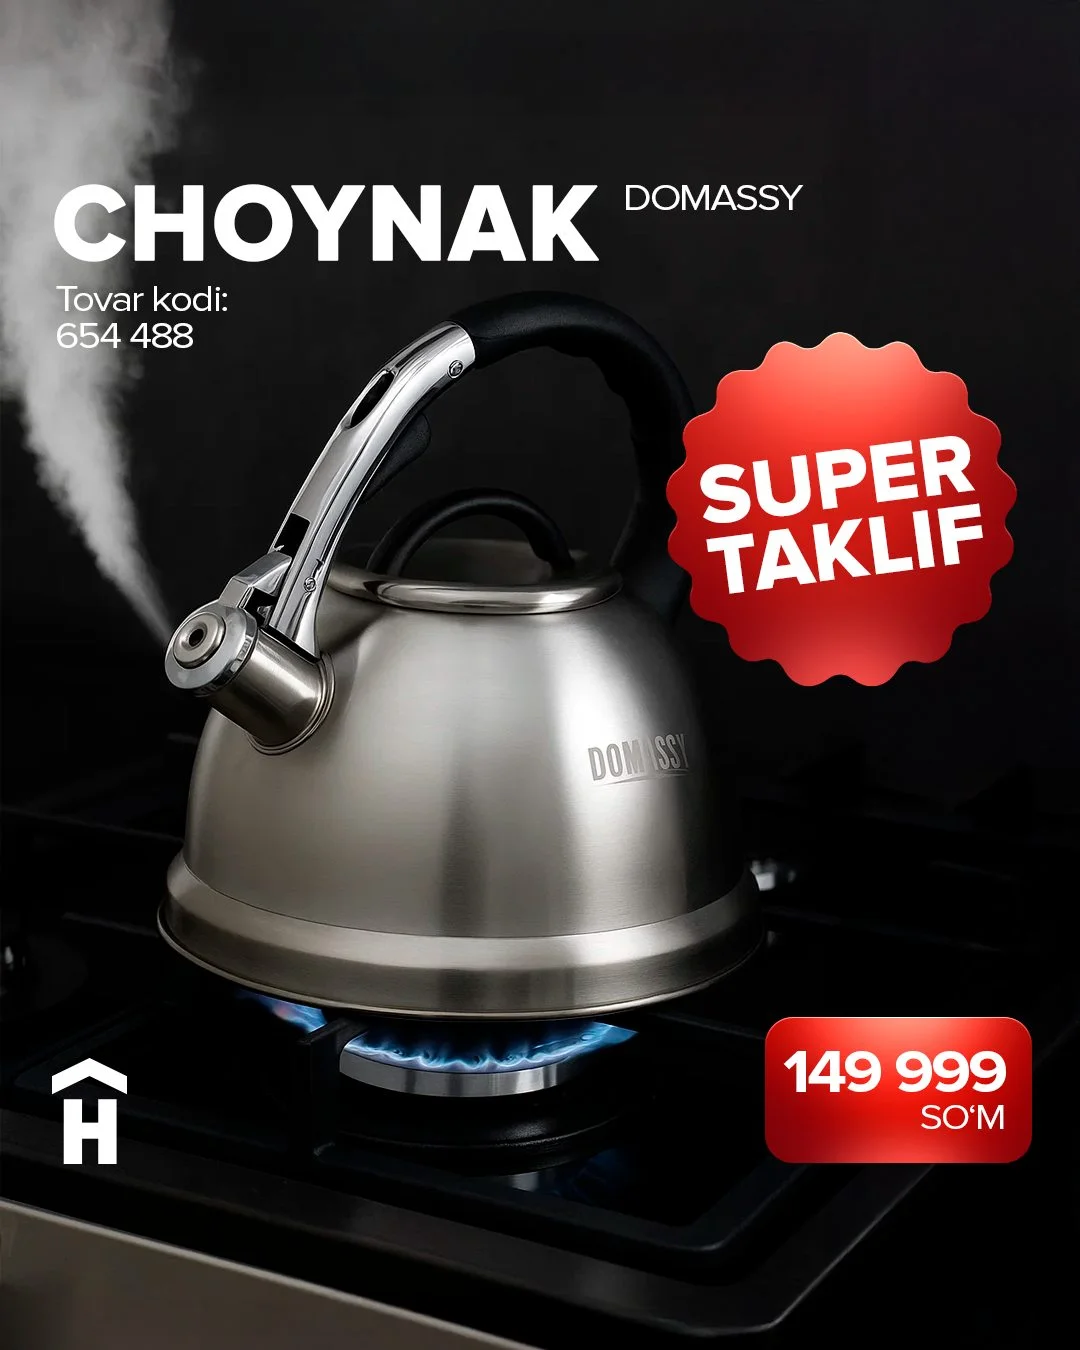 CHOYNAK DOMASSY
Tovar kodi:
654 488
SUPER
TAKLIF
DOMASSY
149 999
SO‘M
H